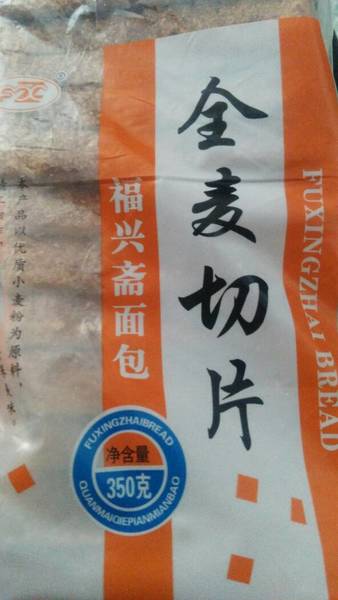 全麦切片
福兴斋面包
FUXINGZHAI BREAD
本产品以优质小麦粉为原料,
FUXINGZHAIBREAD
净含量
350克
QUANMAIQIEPIANMIANBAO